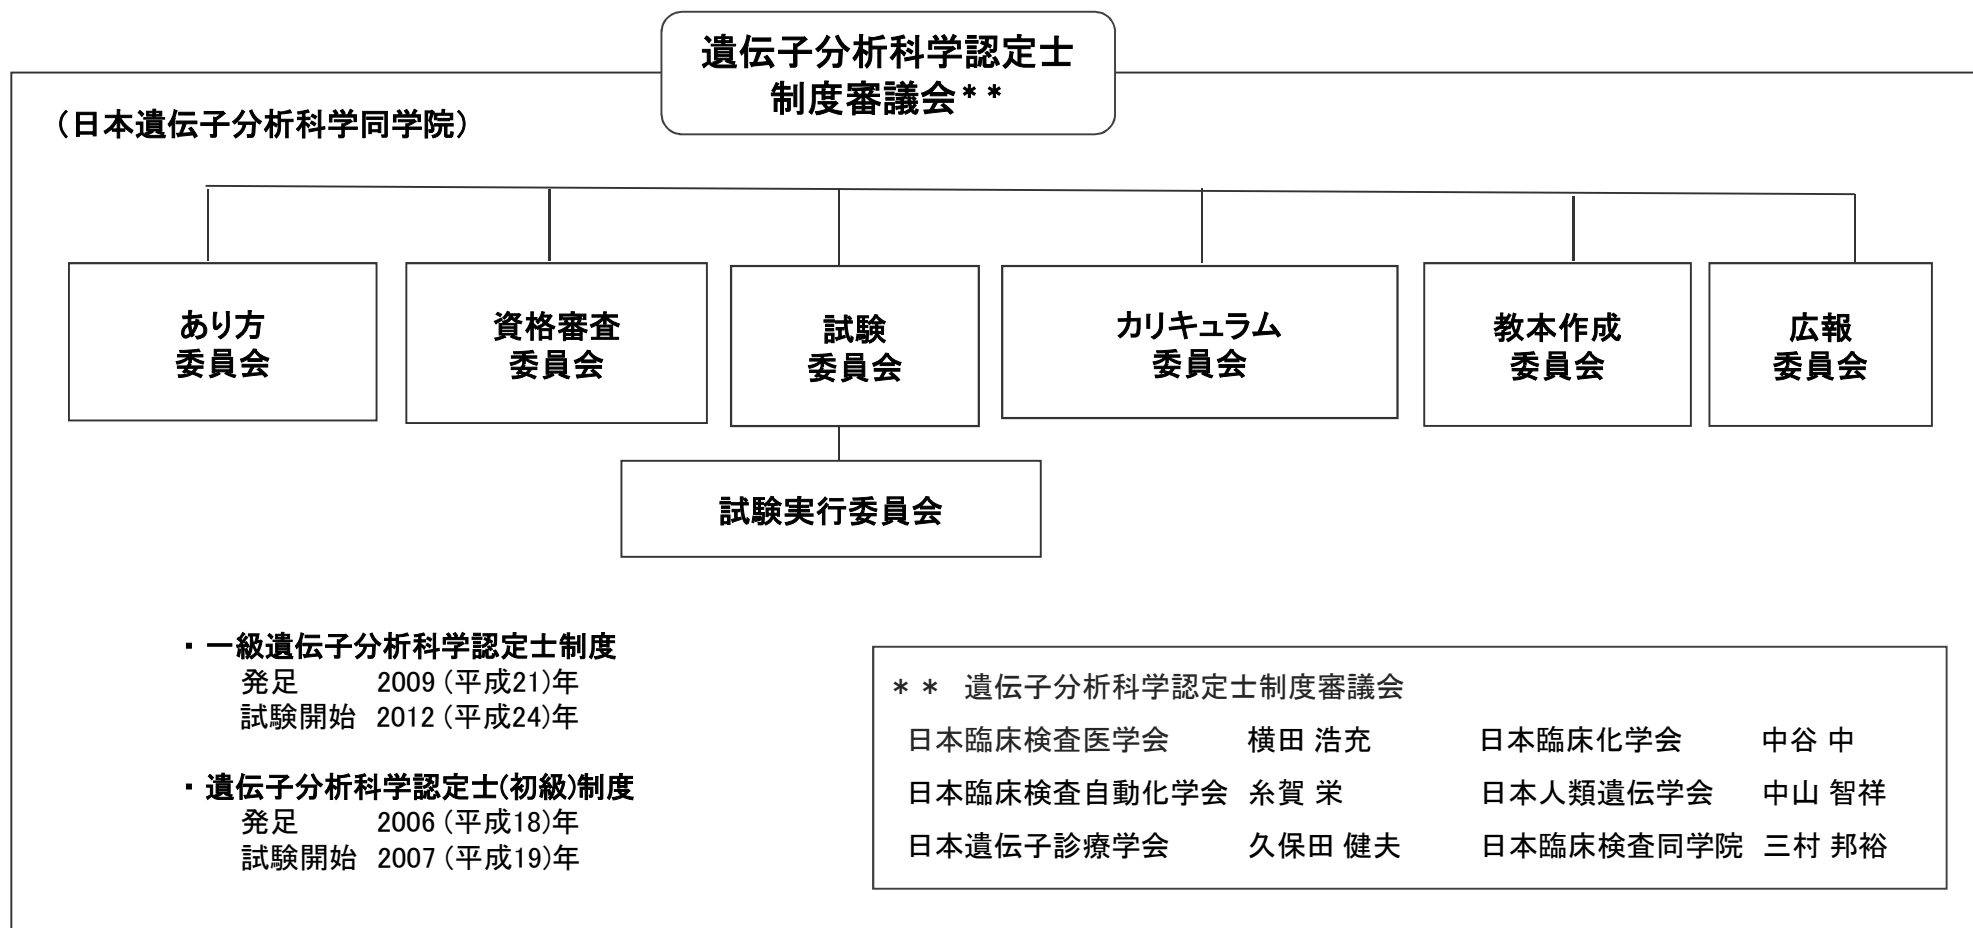 遺伝子分析科学認定士
制度審議会**
（日本遺伝子分析科学同学院）
あり方
委員会
資格審査
委員会
試験
委員会
カリキュラム
委員会
教本作成
委員会
広報
委員会
試験実行委員会
・一級遺伝子分析科学認定士制度
発足 2009 (平成21)年
試験開始 2012 (平成24)年
・遺伝子分析科学認定士(初級)制度
発足 2006 (平成18)年
試験開始 2007 (平成19)年
** 遺伝子分析科学認定士制度審議会
日本臨床検査医学会 横田 浩充 日本臨床化学会 中谷 中
日本臨床検査自動化学会 糸賀 栄 日本人類遺伝学会 中山 智祥
日本遺伝子診療学会 久保田 健夫 日本臨床検査同学院 三村 邦裕